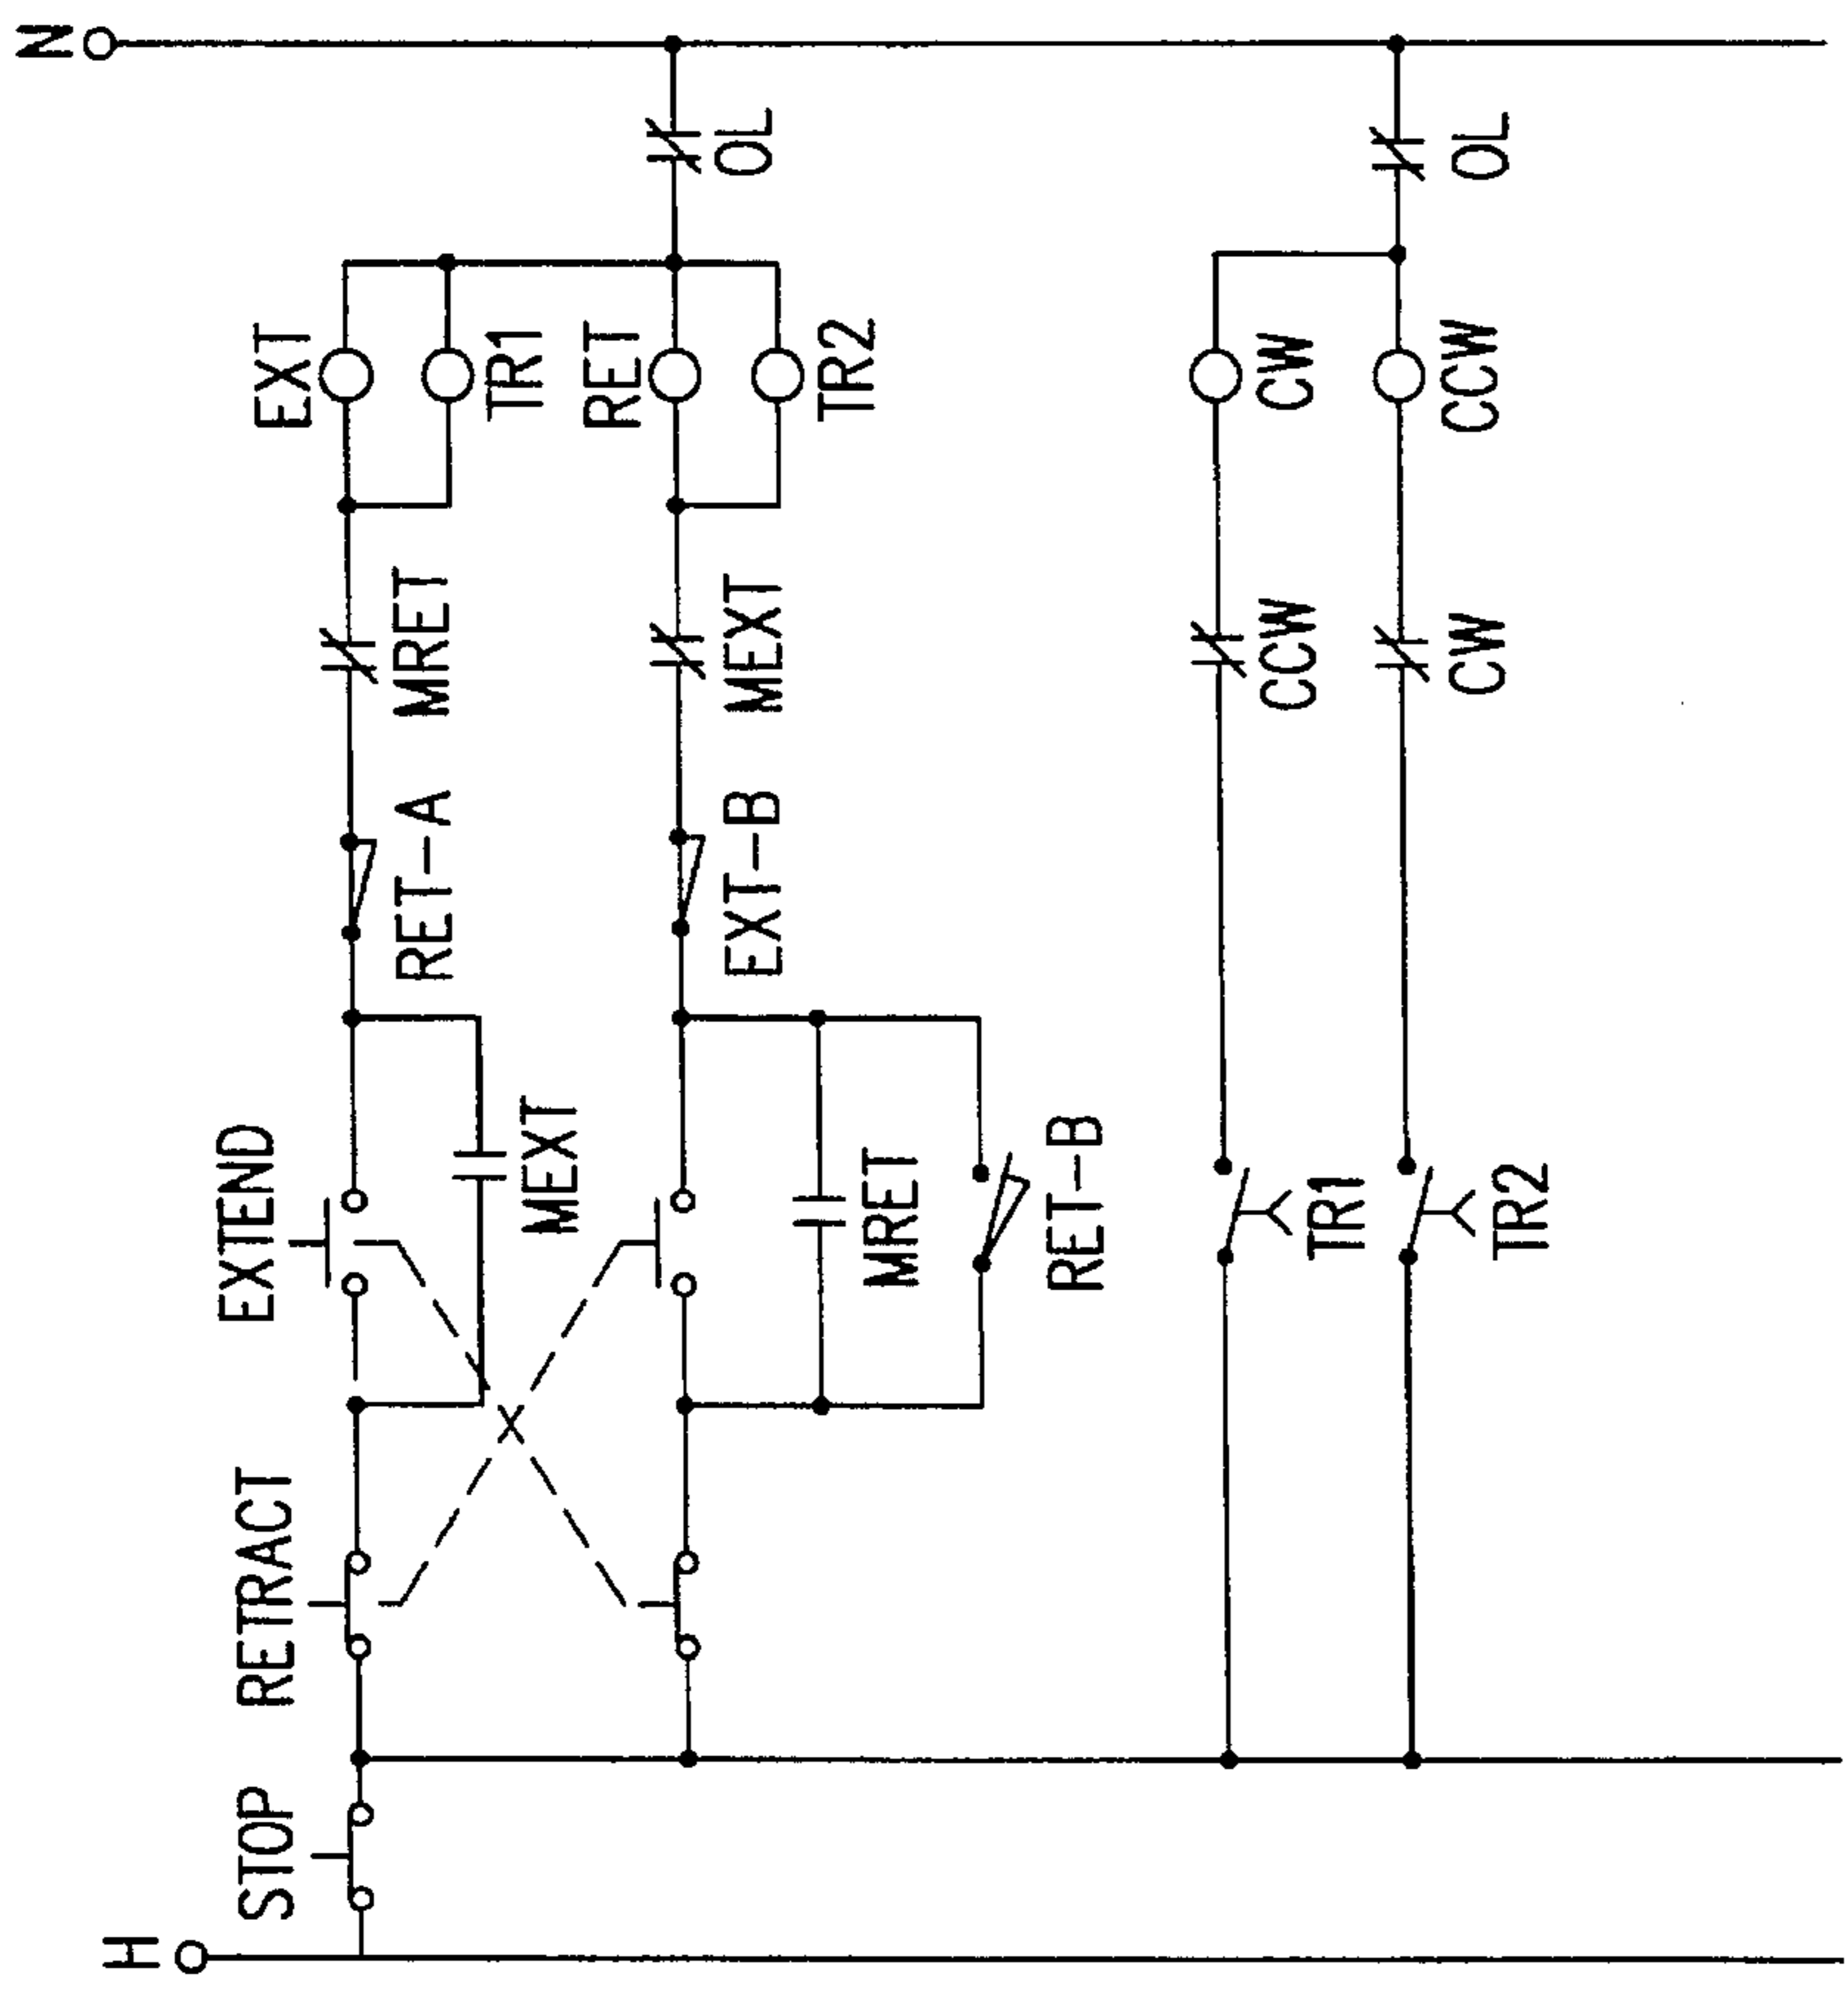 H
N
STOP
RETRACT
EXTEND
RET-A
MRET
EXT
MEXT
TR1
OL
EXT-B
MEXT
RET
MRET
TR2
RET-B
TR1
CCW
CW
OL
TR2
CW
CCW